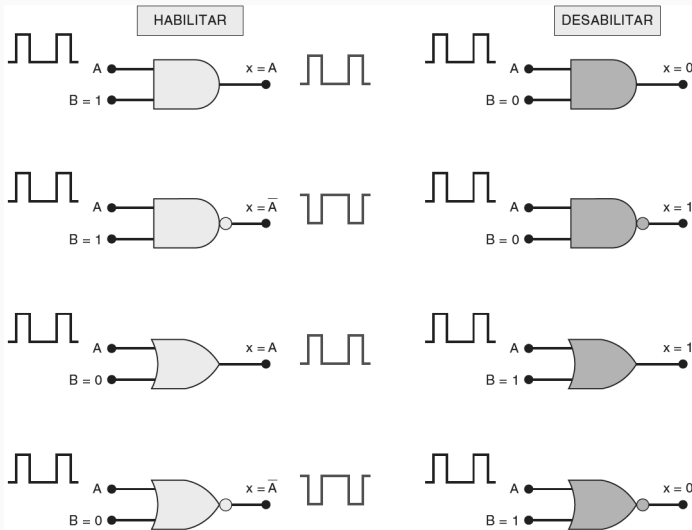 HABILITAR
DESABILITAR
A
x = A
B = 1
A
x = 0
B = 0
A
x = A̅
B = 1
A
x = 1
B = 0
A
x = A
B = 0
A
x = 1
B = 1
A
x = A̅
B = 0
A
x = 0
B = 1